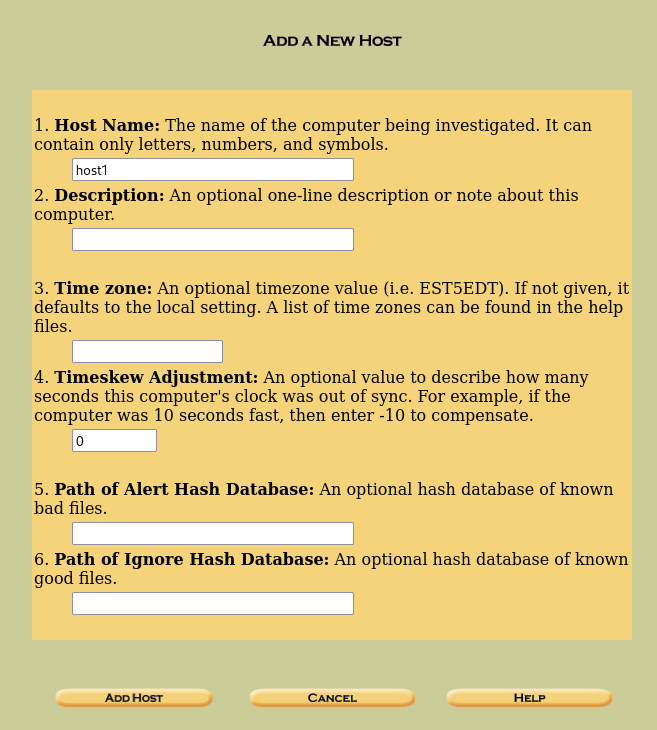 ADD A NEW HOST
1. Host Name: The name of the computer being investigated. It can
contain only letters, numbers, and symbols.
host1
2. Description: An optional one-line description or note about this
computer.
3. Time zone: An optional timezone value (i.e. EST5EDT). If not given, it
defaults to the local setting. A list of time zones can be found in the help
files.
4. Timeskew Adjustment: An optional value to describe how many
seconds this computer's clock was out of sync. For example, if the
computer was 10 seconds fast, then enter -10 to compensate.
0
5. Path of Alert Hash Database: An optional hash database of known
bad files.
6. Path of Ignore Hash Database: An optional hash database of known
good files.
ADD HOST CANCEL HELP